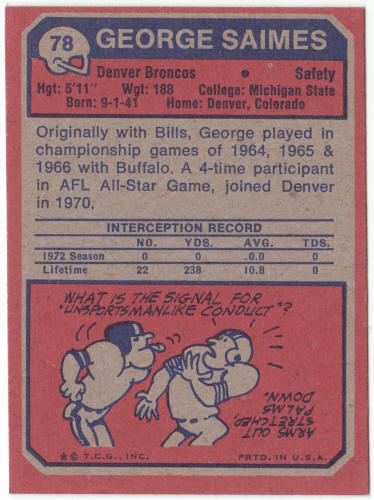 78
GEORGE SAIMES
Denver Broncos • Safety
Hgt: 5'11" Wgt: 188 College: Michigan State
Born: 9-1-41 Home: Denver, Colorado
Originally with Bills, George played in
championship games of 1964, 1965 &
1966 with Buffalo. A 4-time participant
in AFL All-Star Game, joined Denver
in 1970.
INTERCEPTION RECORD
NO. YDS. AVG. TDS.
1972 Season 0 0 .0.0 0
Lifetime 22 238 10.8 0
WHAT IS THE SIGNAL FOR
"UNSPORTSMANLIKE CONDUCT"?
ARMS OUT
STRETCHED,
PALMS
DOWN.
*© T.C.G., INC. PRTD. IN U.S.A.